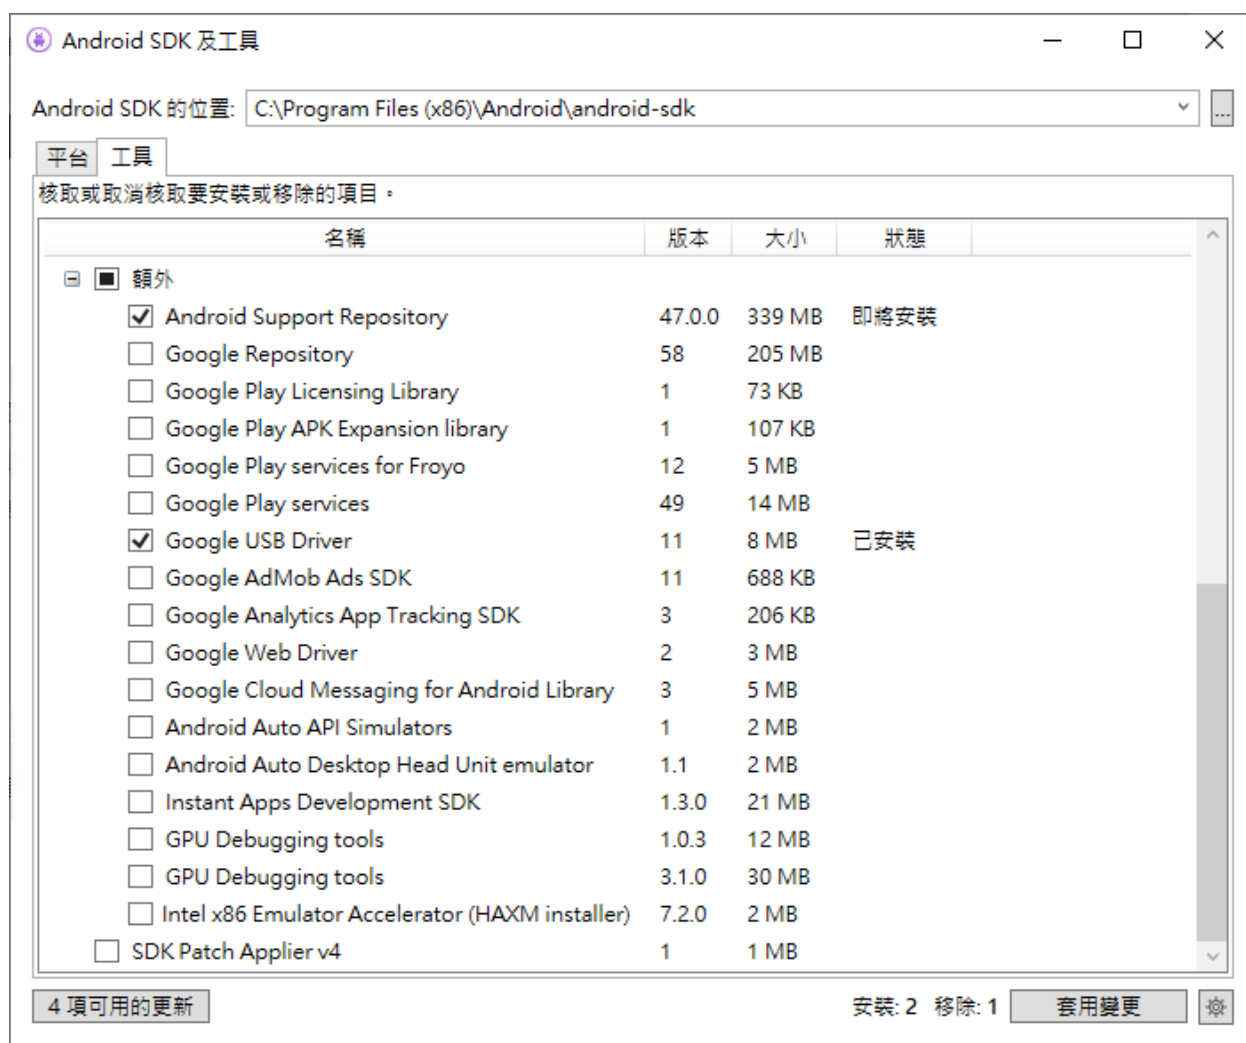 Android SDK 及工具
Android SDK 的位置: C:\Program Files (x86)\Android\android-sdk ...
平台 工具
核取或取消核取要安裝或移除的項目。
名稱 版本 大小 狀態
額外
Android Support Repository 47.0.0 339 MB 即將安裝
Google Repository 58 205 MB
Google Play Licensing Library 1 73 KB
Google Play APK Expansion library 1 107 KB
Google Play services for Froyo 12 5 MB
Google Play services 49 14 MB
Google USB Driver 11 8 MB 已安裝
Google AdMob Ads SDK 11 688 KB
Google Analytics App Tracking SDK 3 206 KB
Google Web Driver 2 3 MB
Google Cloud Messaging for Android Library 3 5 MB
Android Auto API Simulators 1 2 MB
Android Auto Desktop Head Unit emulator 1.1 2 MB
Instant Apps Development SDK 1.3.0 21 MB
GPU Debugging tools 1.0.3 12 MB
GPU Debugging tools 3.1.0 30 MB
Intel x86 Emulator Accelerator (HAXM installer) 7.2.0 2 MB
SDK Patch Applier v4 1 1 MB
4 項可用的更新 安裝: 2 移除: 1 套用變更